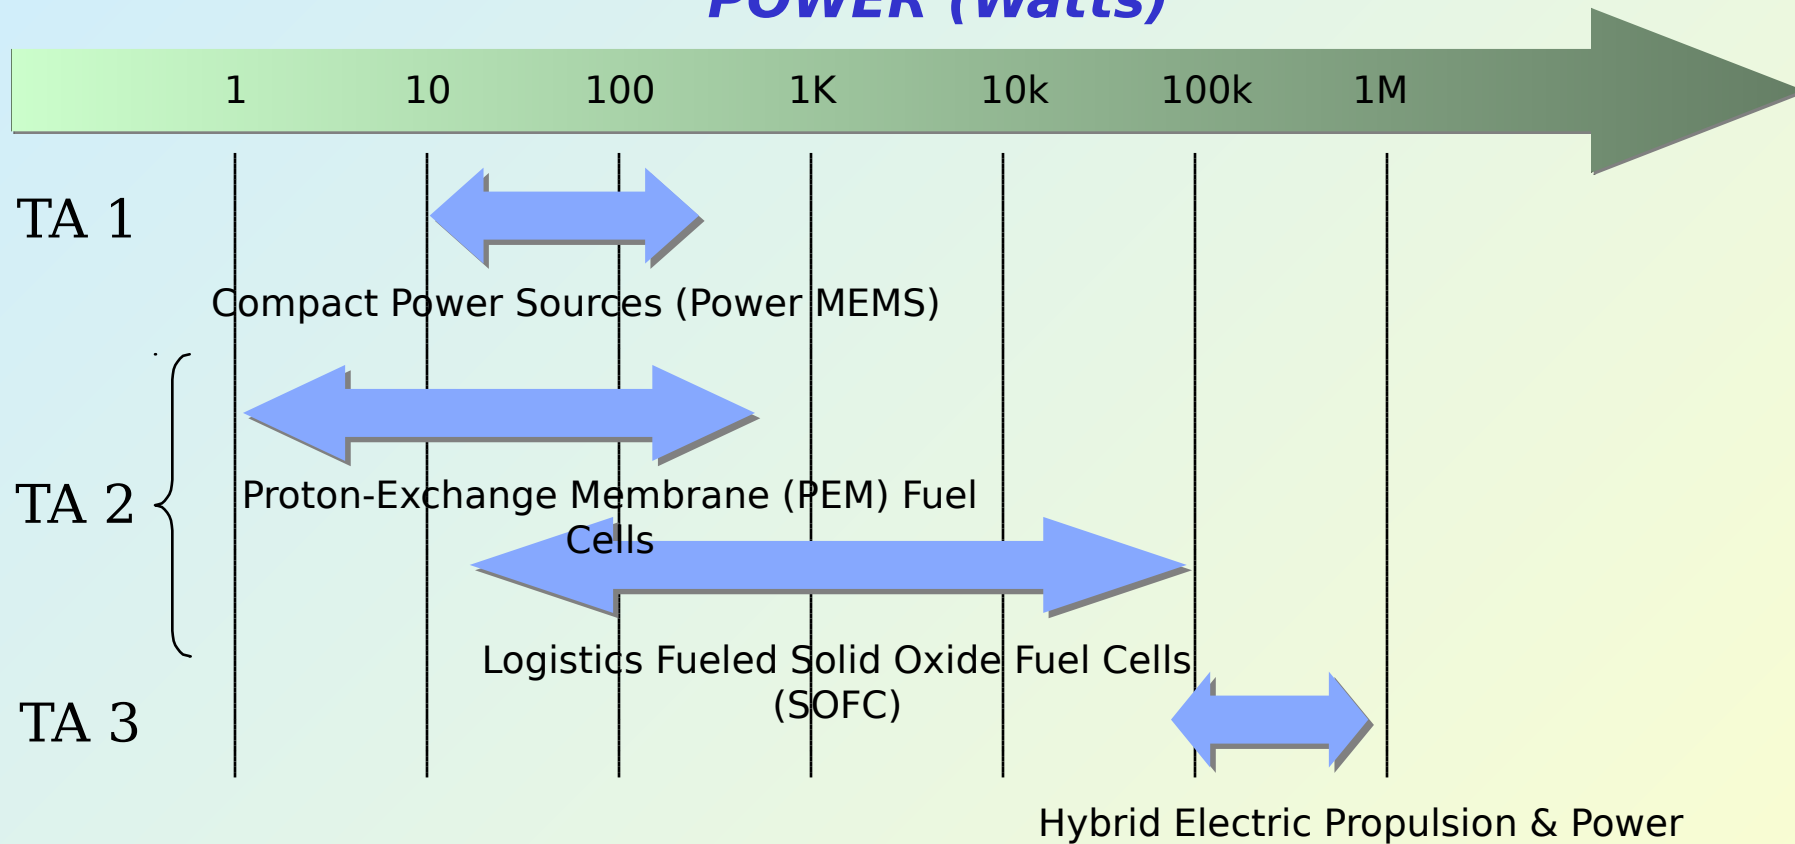 POWER (Watts)
1 10 100 1K 10k 100k 1M
TA 1
Compact Power Sources (Power MEMS)
TA 2
Proton-Exchange Membrane (PEM) Fuel
Cells
Logistics Fueled Solid Oxide Fuel Cells
(SOFC)
TA 3
Hybrid Electric Propulsion & Power